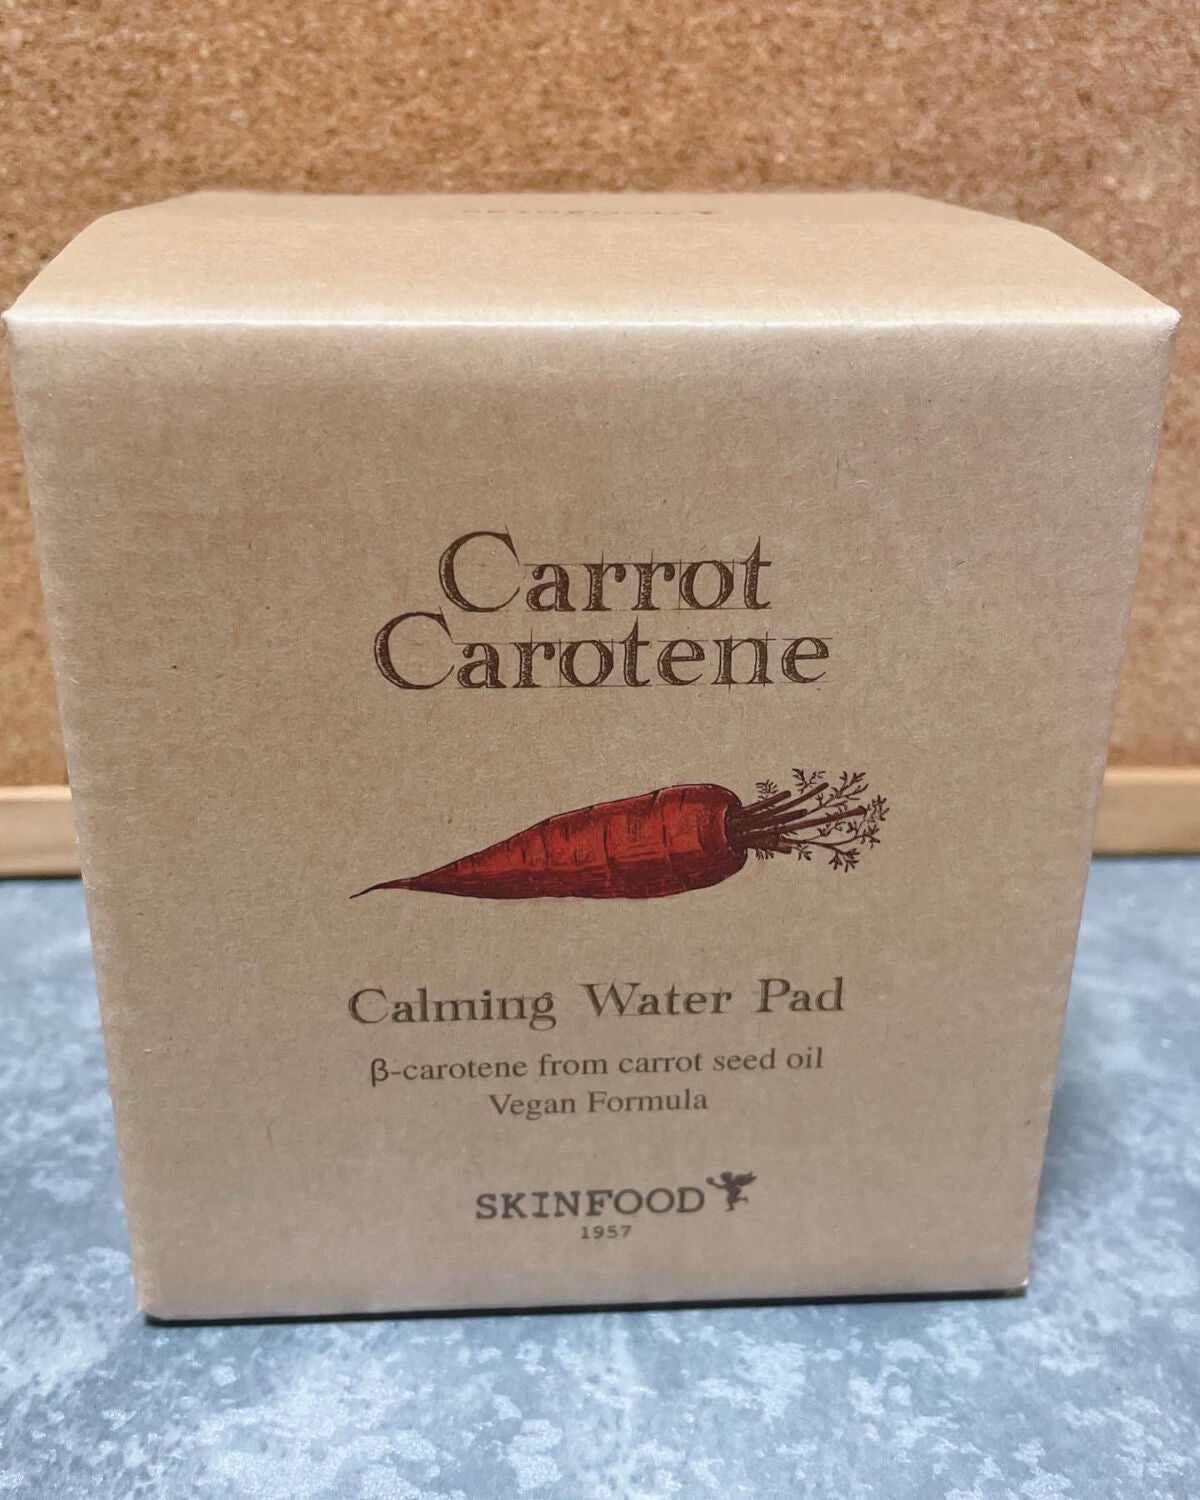 Carrot
Carotene
Calming Water Pad
β-carotene from carrot seed oil
Vegan Formula
SKINFOOD
1957